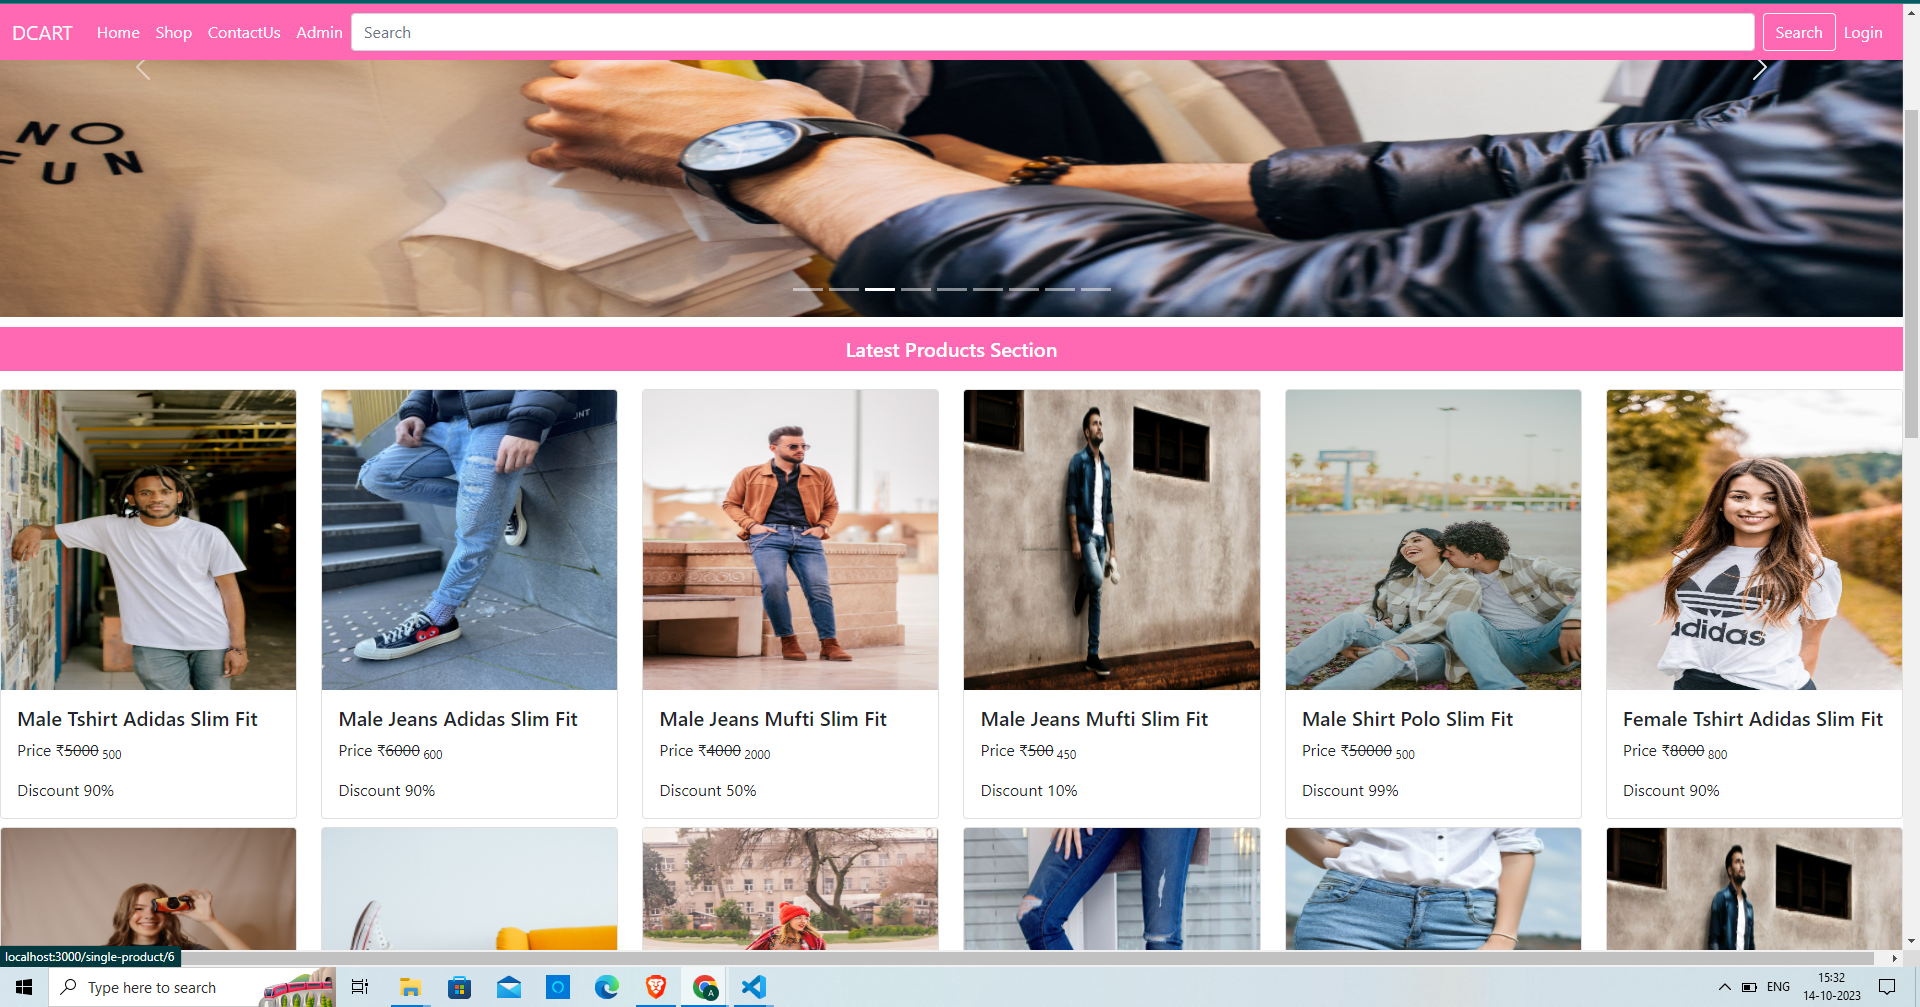 DCART Home Shop ContactUs Admin Search Search Login
NO
FUN
Latest Products Section
adidas
Male Tshirt Adidas Slim Fit
Price ₹5000 500
Discount 90%
Male Jeans Adidas Slim Fit
Price ₹6000 600
Discount 90%
Male Jeans Mufti Slim Fit
Price ₹4000 2000
Discount 50%
Male Jeans Mufti Slim Fit
Price ₹500 450
Discount 10%
Male Shirt Polo Slim Fit
Price ₹50000 500
Discount 99%
Female Tshirt Adidas Slim Fit
Price ₹8000 800
Discount 90%
localhost:3000/single-product/6
Type here to search
A
ENG
15:32
14-10-2023